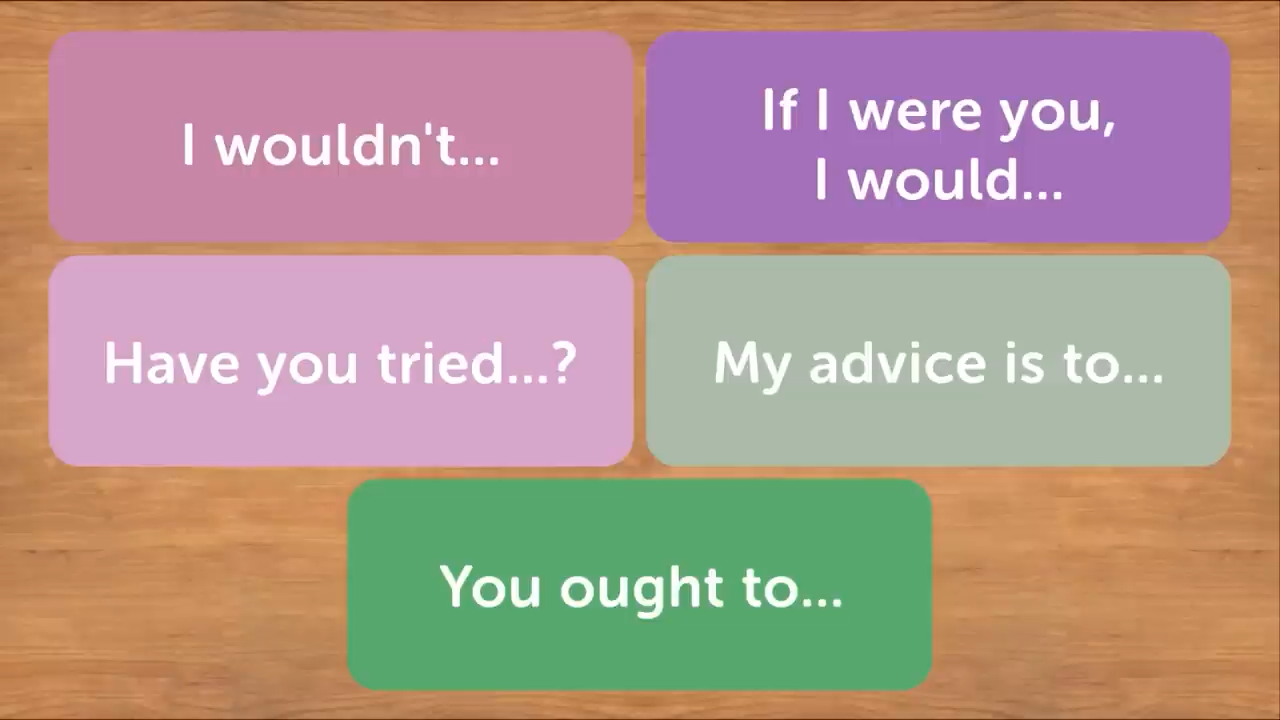 I wouldn't...
If I were you,
I would...
Have you tried...?
My advice is to...
You ought to...